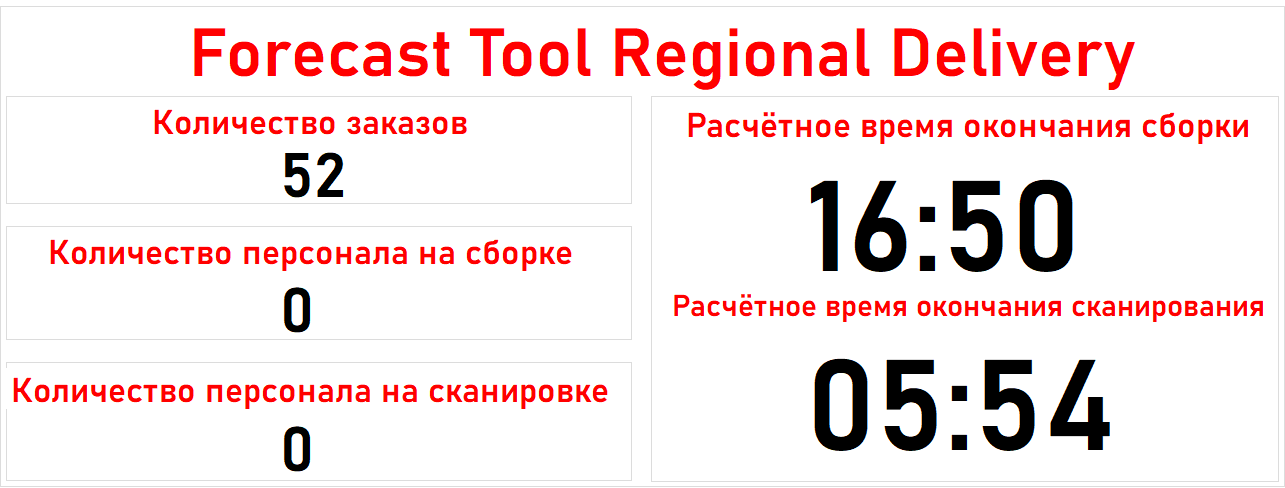 Forecast Tool Regional Delivery
Количество заказов
52
Количество персонала на сборке
0
Количество персонала на сканировке
0
Расчётное время окончания сборки
16:50
Расчётное время окончания сканирования
05:54